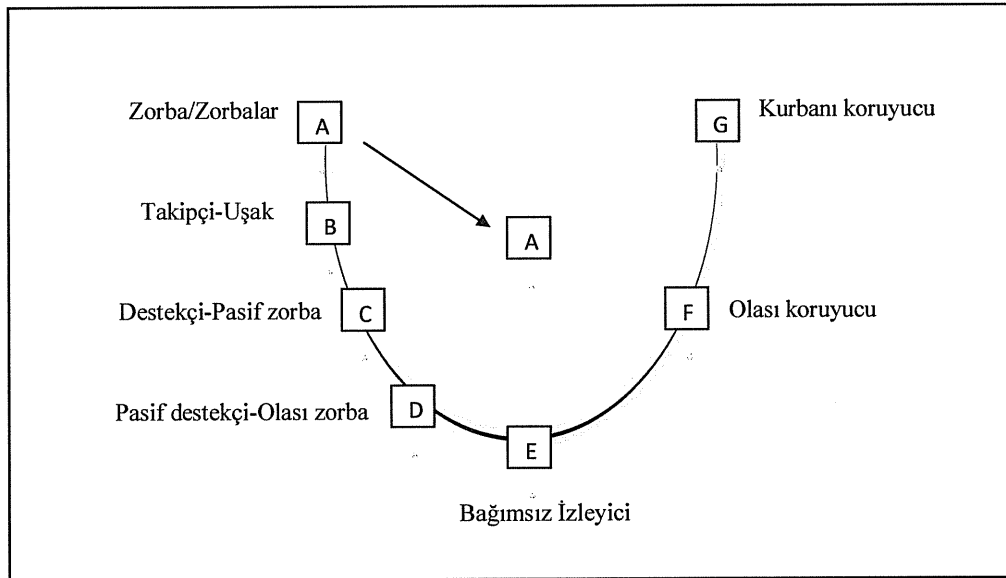 Zorba/Zorbalar A
G Kurbanı koruyucu
Takipçi-Uşak B
A
Destekçi-Pasif zorba C
F Olası koruyucu
Pasif destekçi-Olası zorba D
E
Bağımsız İzleyici